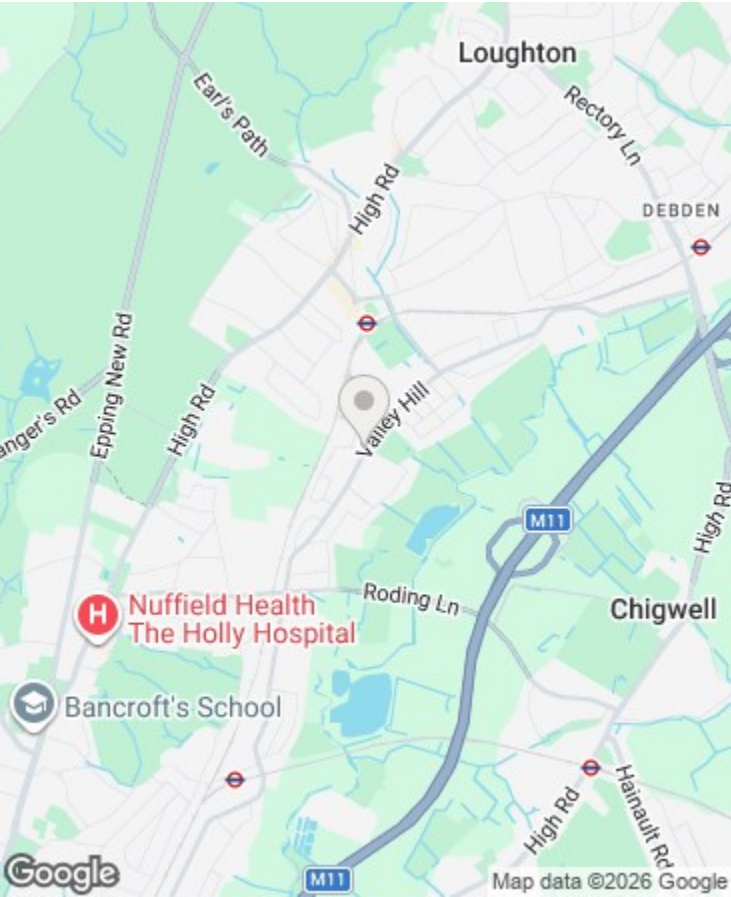 Loughton
Earl's Path
Rectory Ln
High Rd
DEBDEN
Epping New Rd
anger's Rd
High Rd
Valley Hill
M11
High Rd
Roding Ln
Chigwell
H
Nuffield Health
The Holly Hospital
Bancroft's School
High Rd
Hainault Rd
M11
Google
Map data ©2026 Google